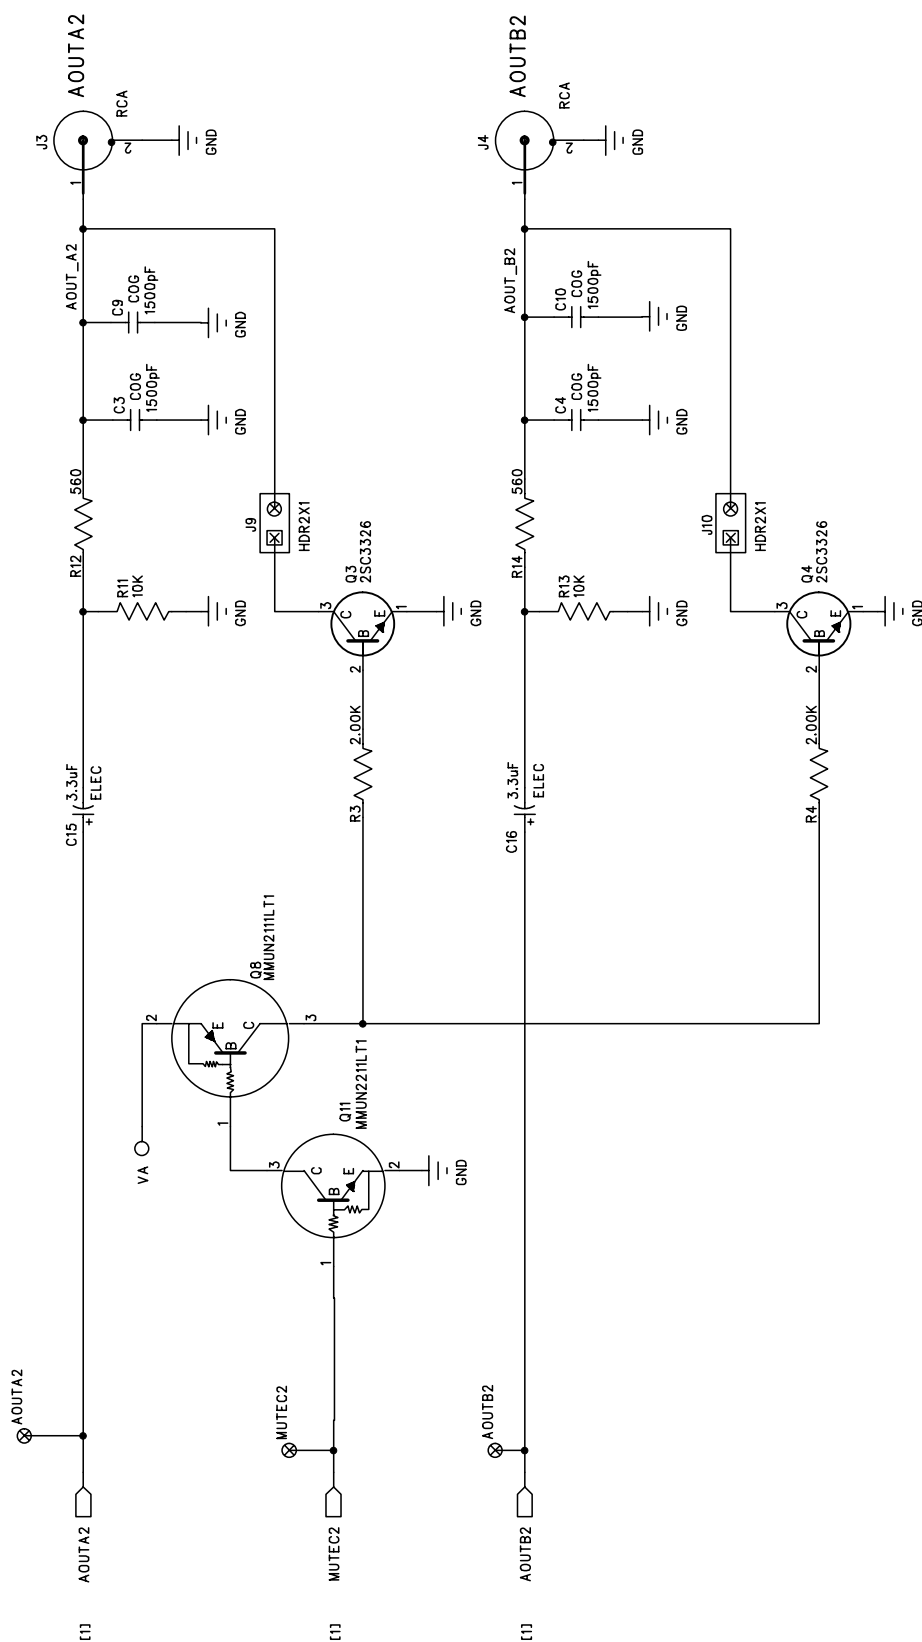 AOUTA2
J3
RCA
1
2
GND
AOUT_A2
C9
COG
1500pF
GND
C3
COG
1500pF
GND
560
R12
R11
10K
GND
J9
HDR2X1
Q3
2SC3326
3
C
B
E
1
GND
2
2.00K
R3
3.3uF
ELEC
C15
+
Q8
MMUN2111LT1
2
E
B
C
3
1
VA
Q11
MMUN2211LT1
3
C
B
E
2
GND
1
AOUTA2
AOUTA2
[1]
MUTEC2
MUTEC2
[1]
AOUTB2
J4
RCA
1
2
GND
AOUT_B2
C10
COG
1500pF
GND
C4
COG
1500pF
GND
560
R14
R13
10K
GND
J10
HDR2X1
Q4
2SC3326
3
C
B
E
1
GND
2
2.00K
R4
3.3uF
ELEC
C16
+
AOUTB2
AOUTB2
[1]